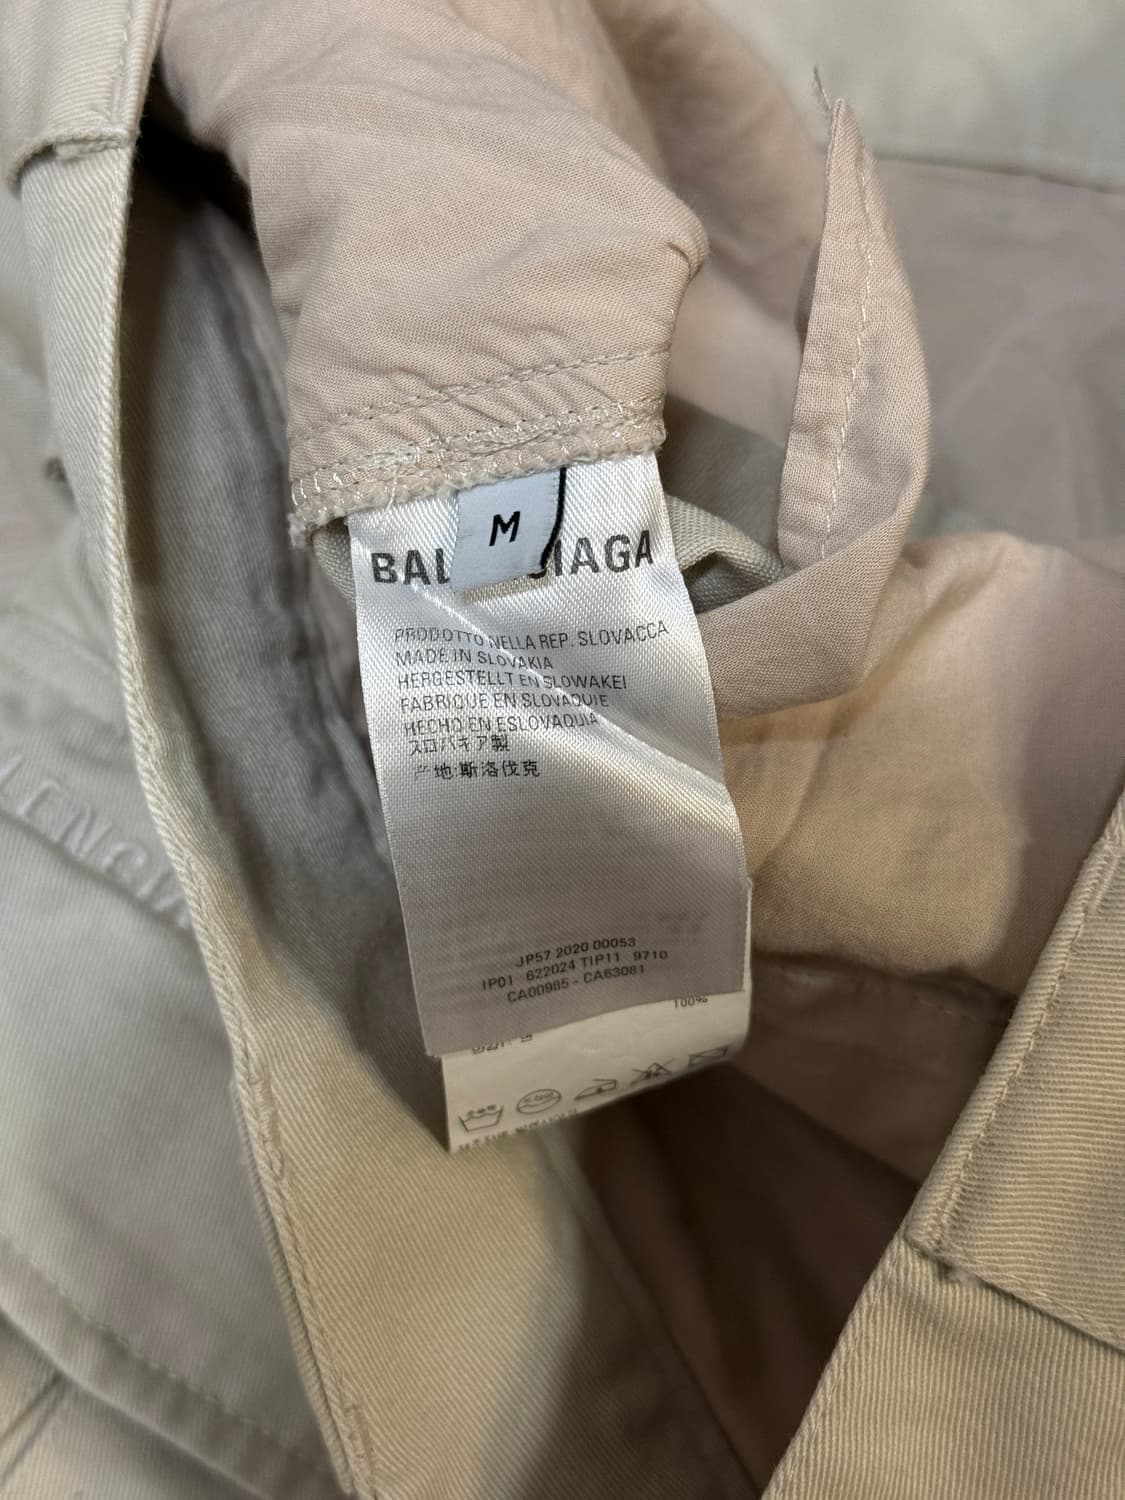 M
BAL IAGA
PRODOTTO NELLA REP. SLOVACCA
MADE IN SLOVAKIA
HERGESTELLT EN SLOWAKEI
FABRIQUE EN SLOVAQUIE
HECHO EN ESLOVAQUIA
スロバキア製
产地:斯洛伐克
JP57 2020 00053
IP01 622024 TIP11 9710
CA00985 - CA63081
100%